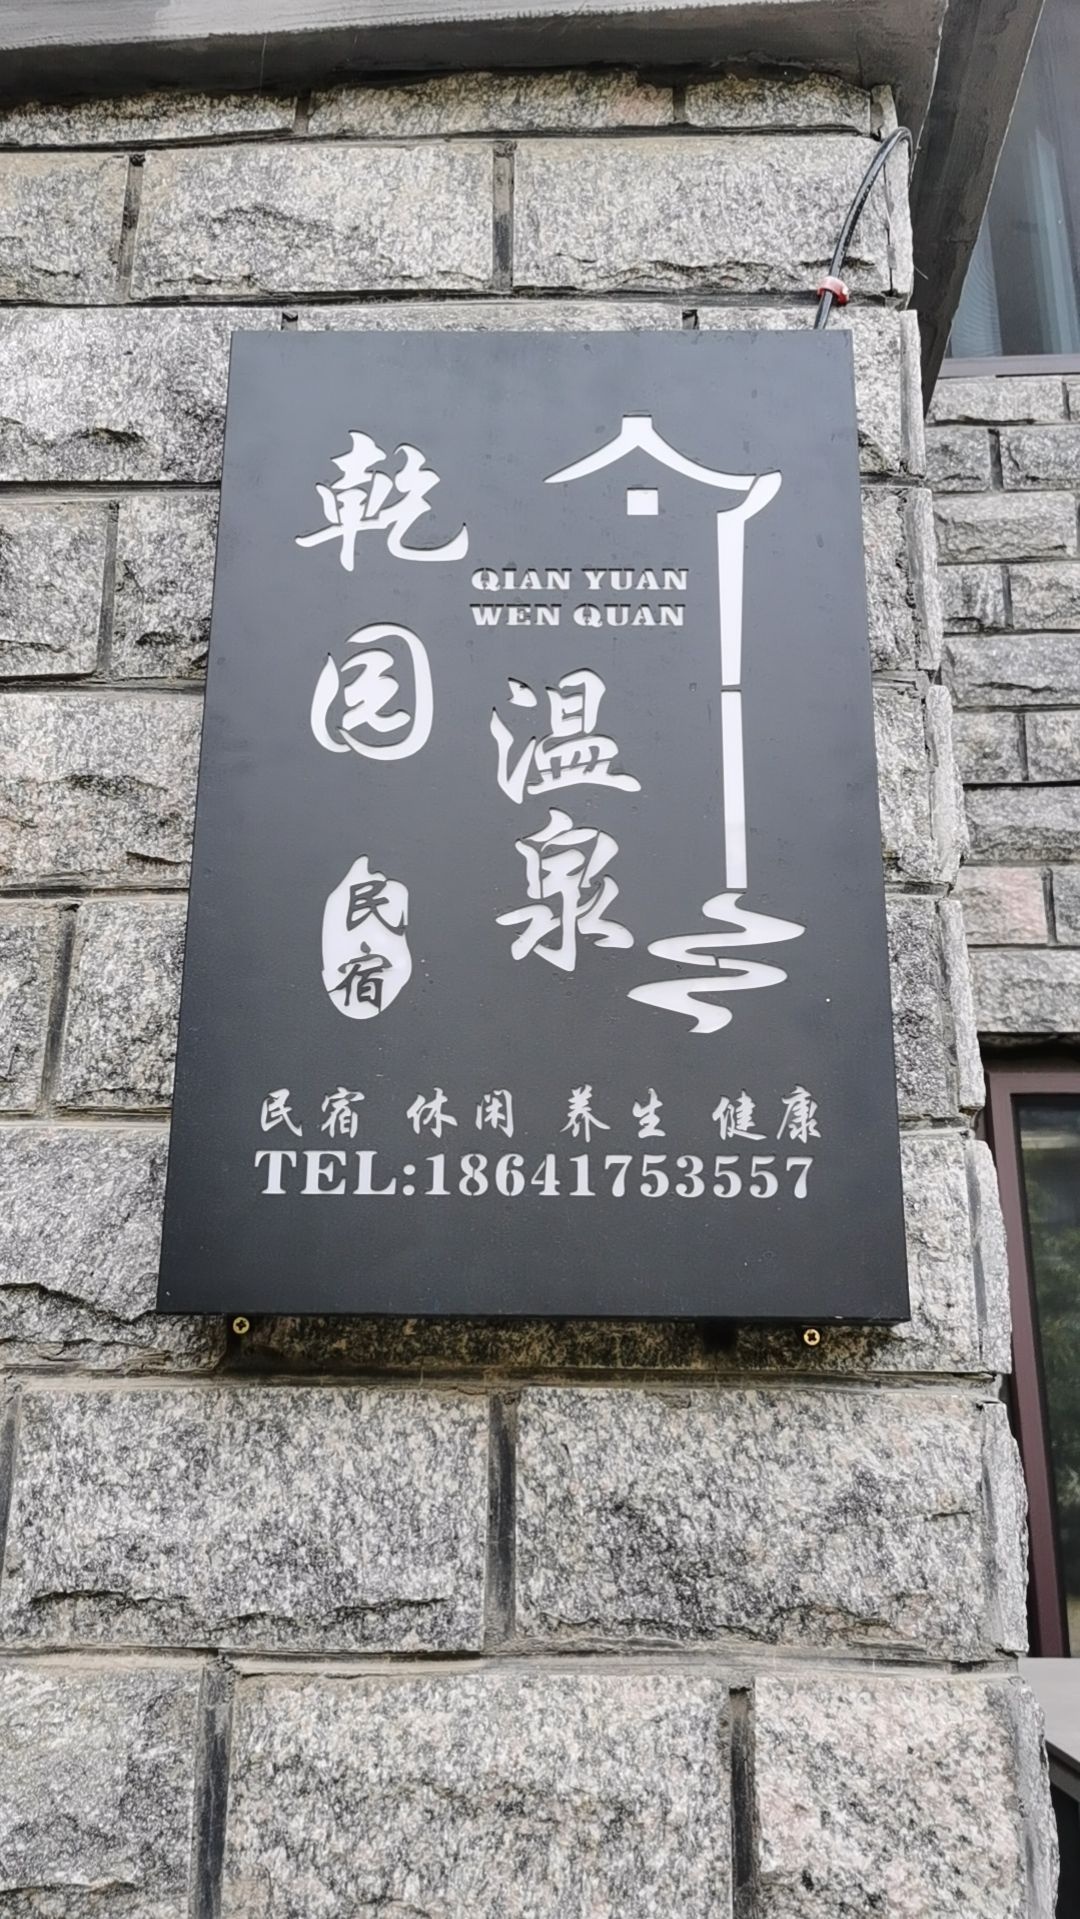 乾园
QIAN YUAN
WEN QUAN
温泉
民宿
民宿 休闲 养生 健康
TEL:18641753557